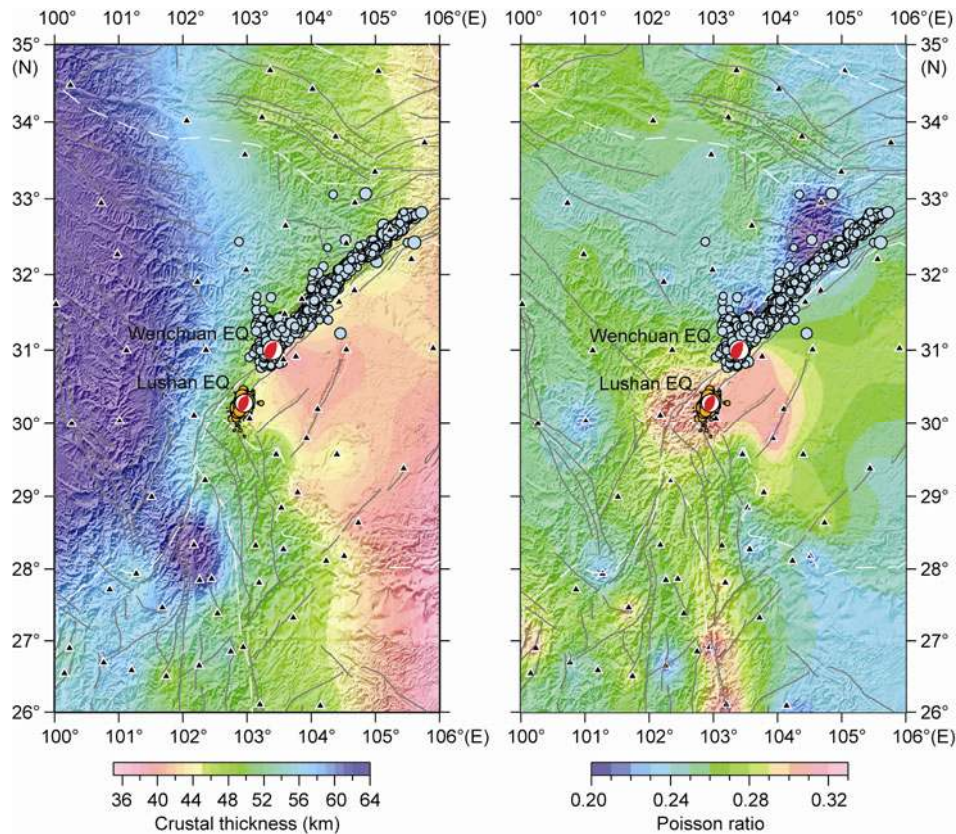 100° 101° 102° 103° 104° 105° 106°(E)
100° 101° 102° 103° 104° 105° 106°(E)
35°
(N)
34°
33°
32°
31°
30°
29°
28°
27°
26°
Wenchuan EQ
Lushan EQ
Wenchuan EQ
Lushan EQ
35°
(N)
34°
33°
32°
31°
30°
29°
28°
27°
26°
100° 101° 102° 103° 104° 105° 106°(E)
100° 101° 102° 103° 104° 105° 106°(E)
36 40 44 48 52 56 60 64
Crustal thickness (km)
0.20 0.24 0.28 0.32
Poisson ratio